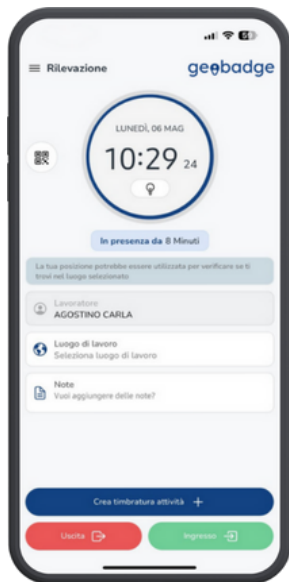 Rilevazione
geobadge
LUNEDÌ, 06 MAG
10:29 24
In presenza da 8 Minuti
La tua posizione potrebbe essere utilizzata per verificare se ti
trovi nel luogo selezionato
Lavoratore
AGOSTINO CARLA
Luogo di lavoro
Seleziona luogo di lavoro
Note
Vuoi aggiungere delle note?
Crea timbratura attività +
Uscita
Ingresso